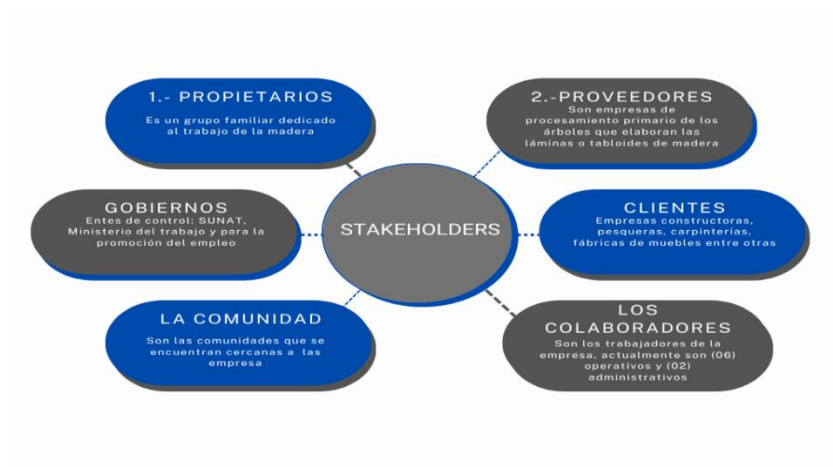 1.- PROPIETARIOS
Es un grupo familiar dedicado
al trabajo de la madera
2.-PROVEEDORES
Son empresas de
procesamiento primario de los
árboles que elaboran las
láminas o tabloides de madera
GOBIERNOS
Entes de control: SUNAT,
Ministerio del trabajo y para la
promoción del empleo
STAKEHOLDERS
CLIENTES
Empresas constructoras,
pesqueras, carpinterías,
fábricas de muebles entre otras
LA COMUNIDAD
Son las comunidades que se
encuentran cercanas a las
empresa
LOS
COLABORADORES
Son los trabajadores de la
empresa, actualmente son (06)
operativos y (02)
administrativos